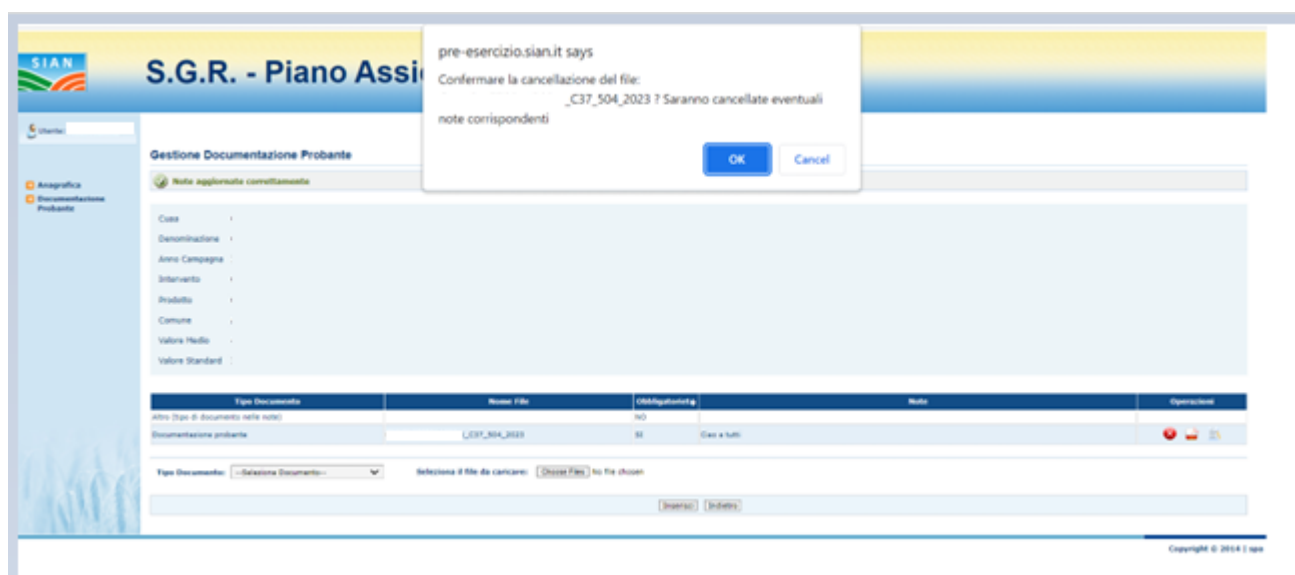 SIAN
S.G.R. - Piano Assi
pre-esercizio.sian.it says
Confermare la cancellazione del file:
_C37_504_2023 ? Saranno cancellate eventuali
note corrispondenti
OK Cancel
Utente:
Gestione Documentazione Probante
Note aggiornate correttamente
Anagrafica
Documentazione
Probante
Cuaa
Denominazione
Anno Campagna
Intervento
Prodotto
Comune
Valore Medio
Valore Standard
Tipo Documento Nome File Note Operazioni
Altro (tipo di documento nelle note) NO
Documentazione probante _C37_504_2023 SI Ciao a tutti
Tipo Documento: --Seleziona Documento-- Seleziona il file da caricare: Choose Files No file chosen
Inserisci Indietro
Copyright © 2014 | spa